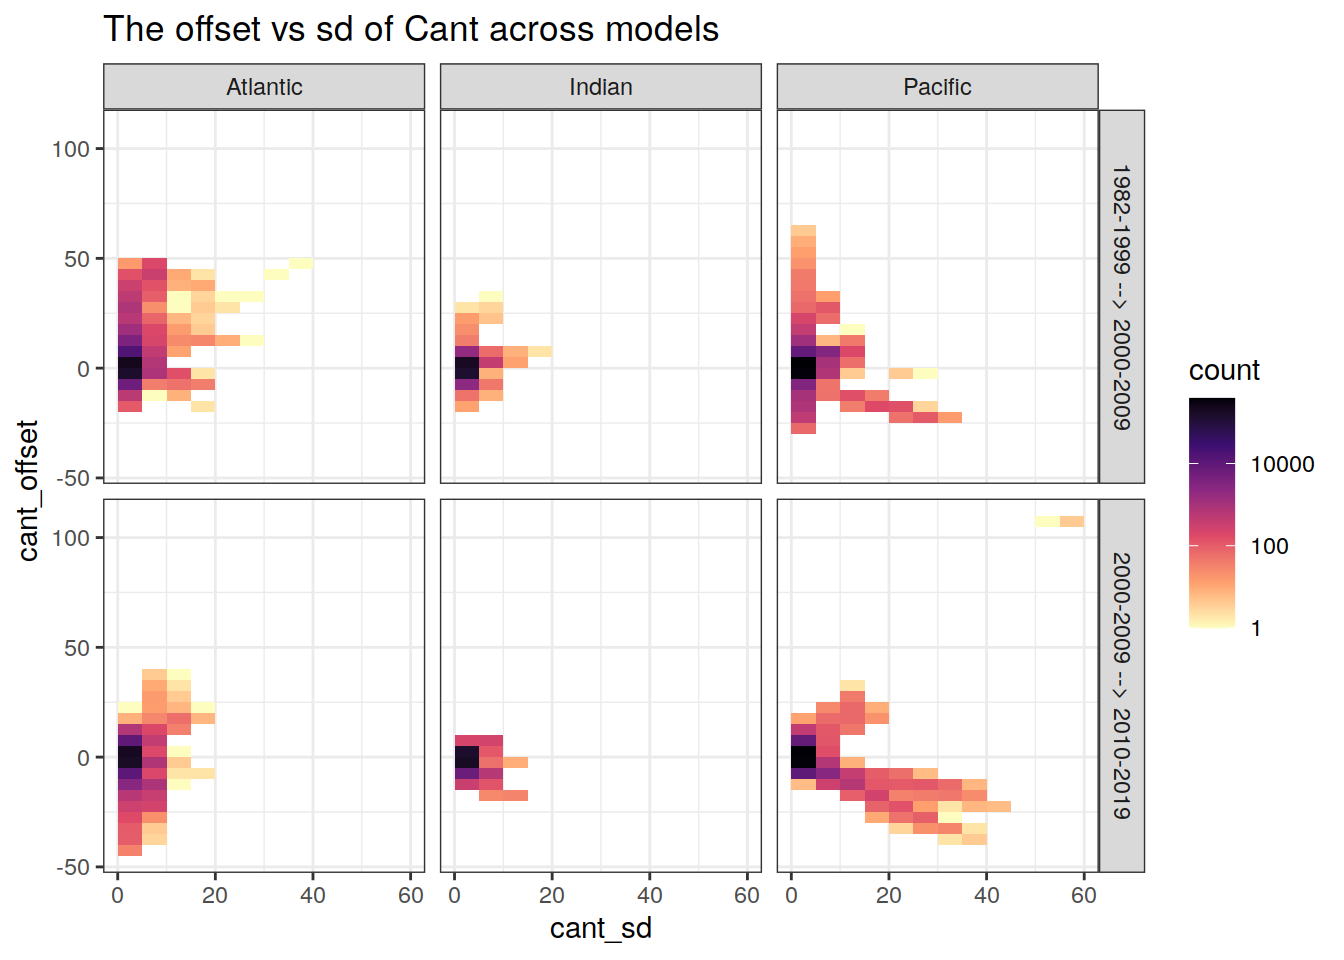 The offset vs sd of Cant across models
Atlantic
Indian
Pacific
100
50
0
-50
1982-1999 --> 2000-2009
100
50
0
-50
2000-2009 --> 2010-2019
cant_offset
0 20 40 60
0 20 40 60
0 20 40 60
cant_sd
count
10000
100
1